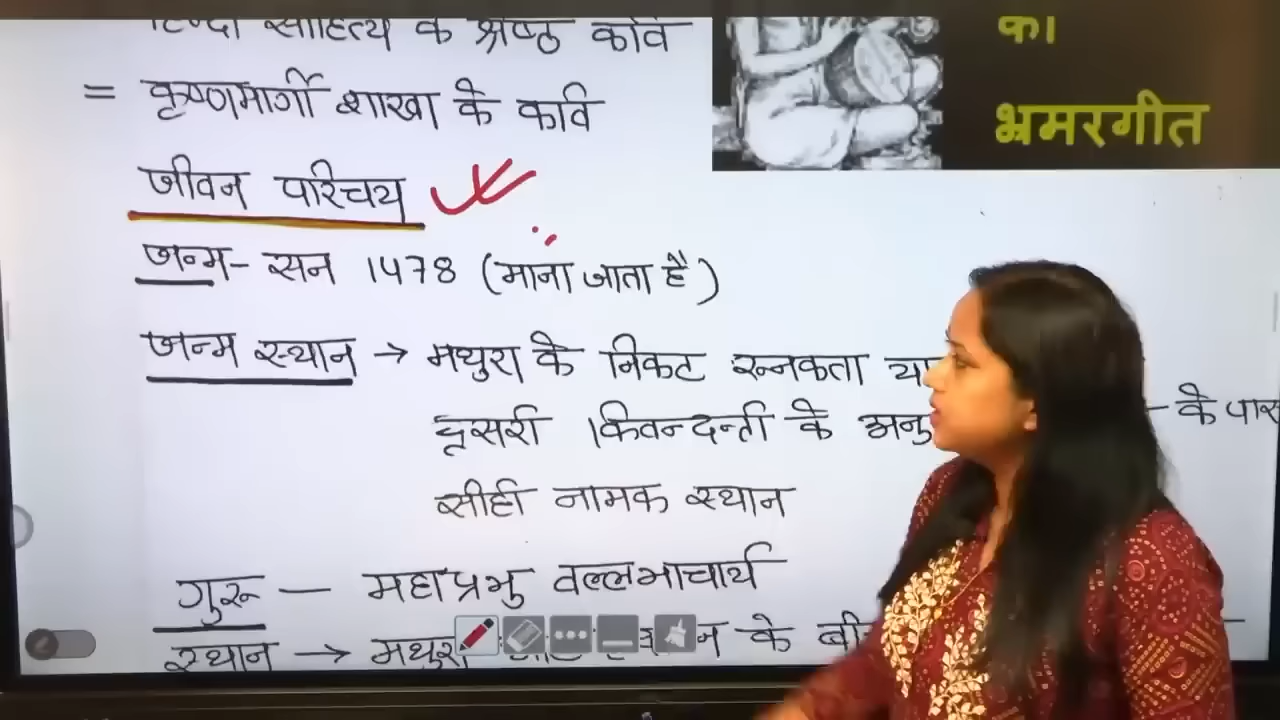 हिन्दी साहित्य के श्रेष्ठ कवि
= कृष्णमार्गी शाखा के कवि
का
भ्रमरगीत
जीवन परिचय
जन्म- सन 1478 (माना जाता है)
जन्म स्थान → मथुरा के निकट रुनकता
दूसरी किवन्दन्ती के के पास
सीही नामक स्थान
गुरू — महाप्रभु वल्लभाचार्य
स्थान → मथुरा के